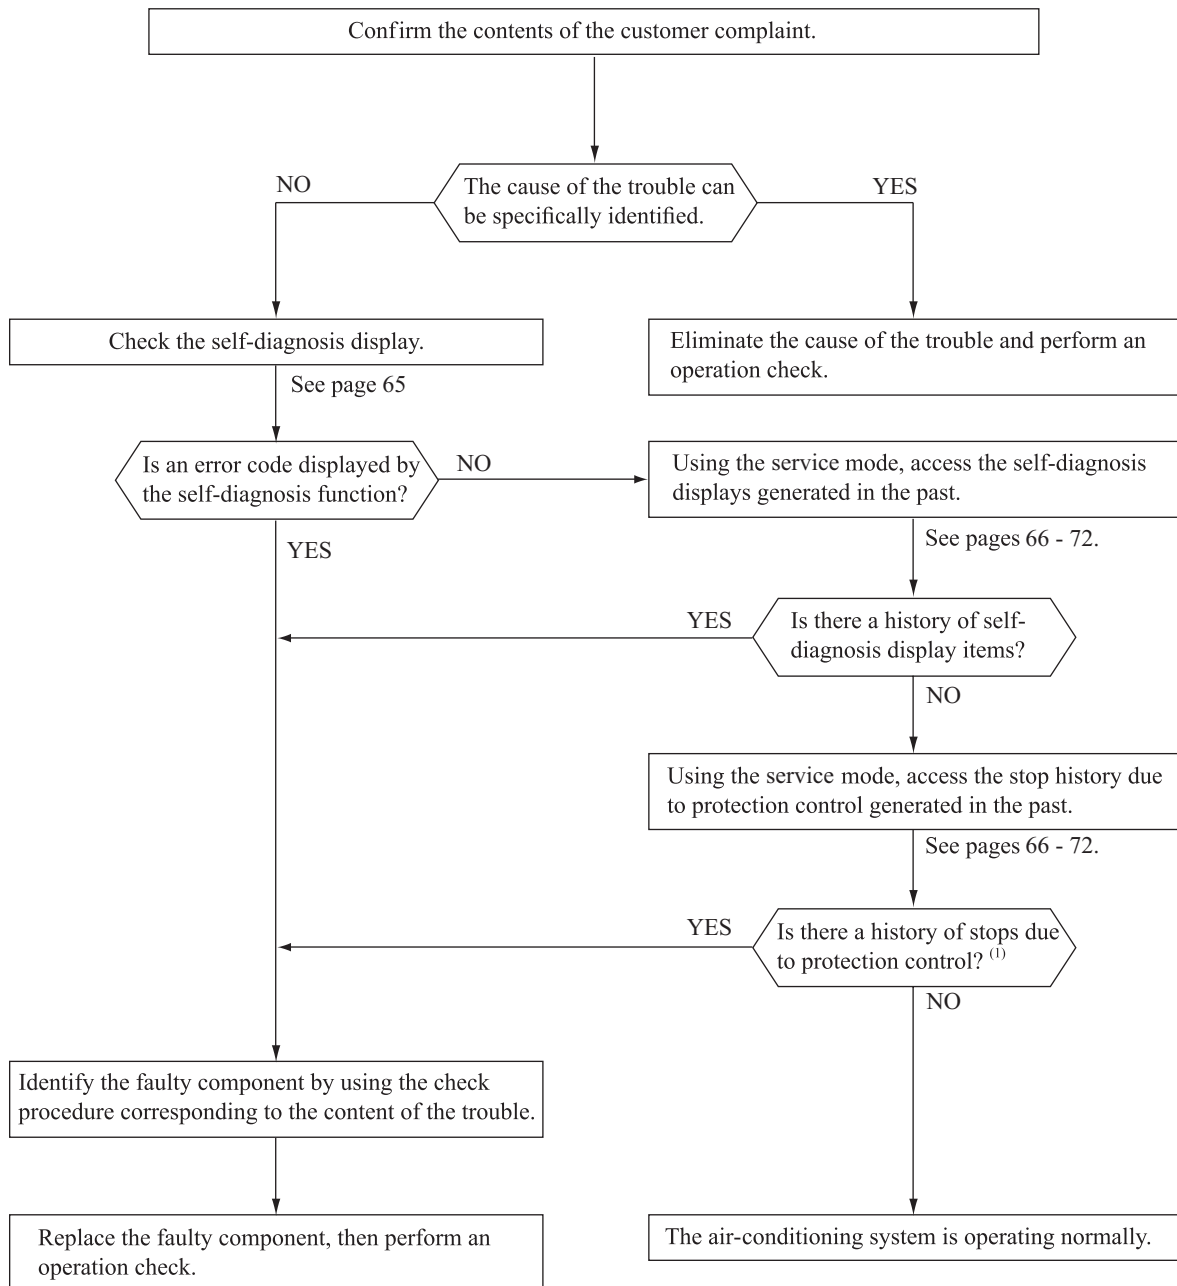 Confirm the contents of the customer complaint.
NO
The cause of the trouble can
be specifically identified.
YES
Check the self-diagnosis display.
See page 65
Eliminate the cause of the trouble and perform an
operation check.
Is an error code displayed by
the self-diagnosis function?
NO
YES
Using the service mode, access the self-diagnosis
displays generated in the past.
See pages 66 - 72.
YES
Is there a history of self-
diagnosis display items?
NO
Using the service mode, access the stop history due
to protection control generated in the past.
See pages 66 - 72.
YES
Is there a history of stops due
to protection control? (1)
NO
Identify the faulty component by using the check
procedure corresponding to the content of the trouble.
Replace the faulty component, then perform an
operation check.
The air-conditioning system is operating normally.